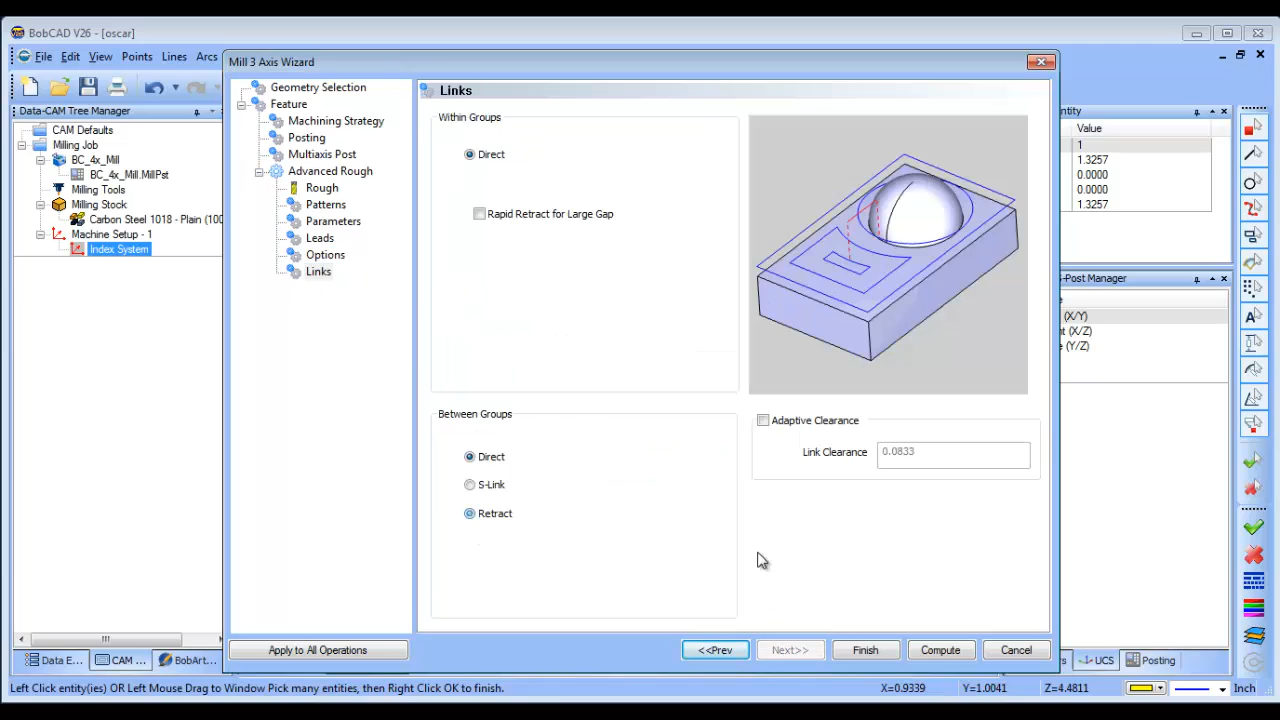 BobCAD V26 - [oscar]
File Edit View Points Lines Arcs
Data-CAM Tree Manager
CAM Defaults
Milling Job
BC_4x_Mill
BC_4x_Mill.MillPst
Milling Tools
Milling Stock
Carbon Steel 1018 - Plain (100
Machine Setup - 1
Index System
Data E... CAM ... BobArt...
Mill 3 Axis Wizard
Geometry Selection
Feature
Machining Strategy
Posting
Multiaxis Post
Advanced Rough
Rough
Patterns
Parameters
Leads
Options
Links
Links
Within Groups
Direct
Rapid Retract for Large Gap
Between Groups
Direct
S-Link
Retract
Adaptive Clearance
Link Clearance 0.0833
Apply to All Operations <<Prev Next>> Finish Compute Cancel
ntity
Value
1
1.3257
0.0000
0.0000
1.3257
-Post Manager
(X/Y)
nt (X/Z)
e (Y/Z)
rs UCS Posting
Left Click entity(ies) OR Left Mouse Drag to Window Pick many entities, then Right Click OK to finish. X=0.9339 Y=1.0041 Z=4.4811 Inch